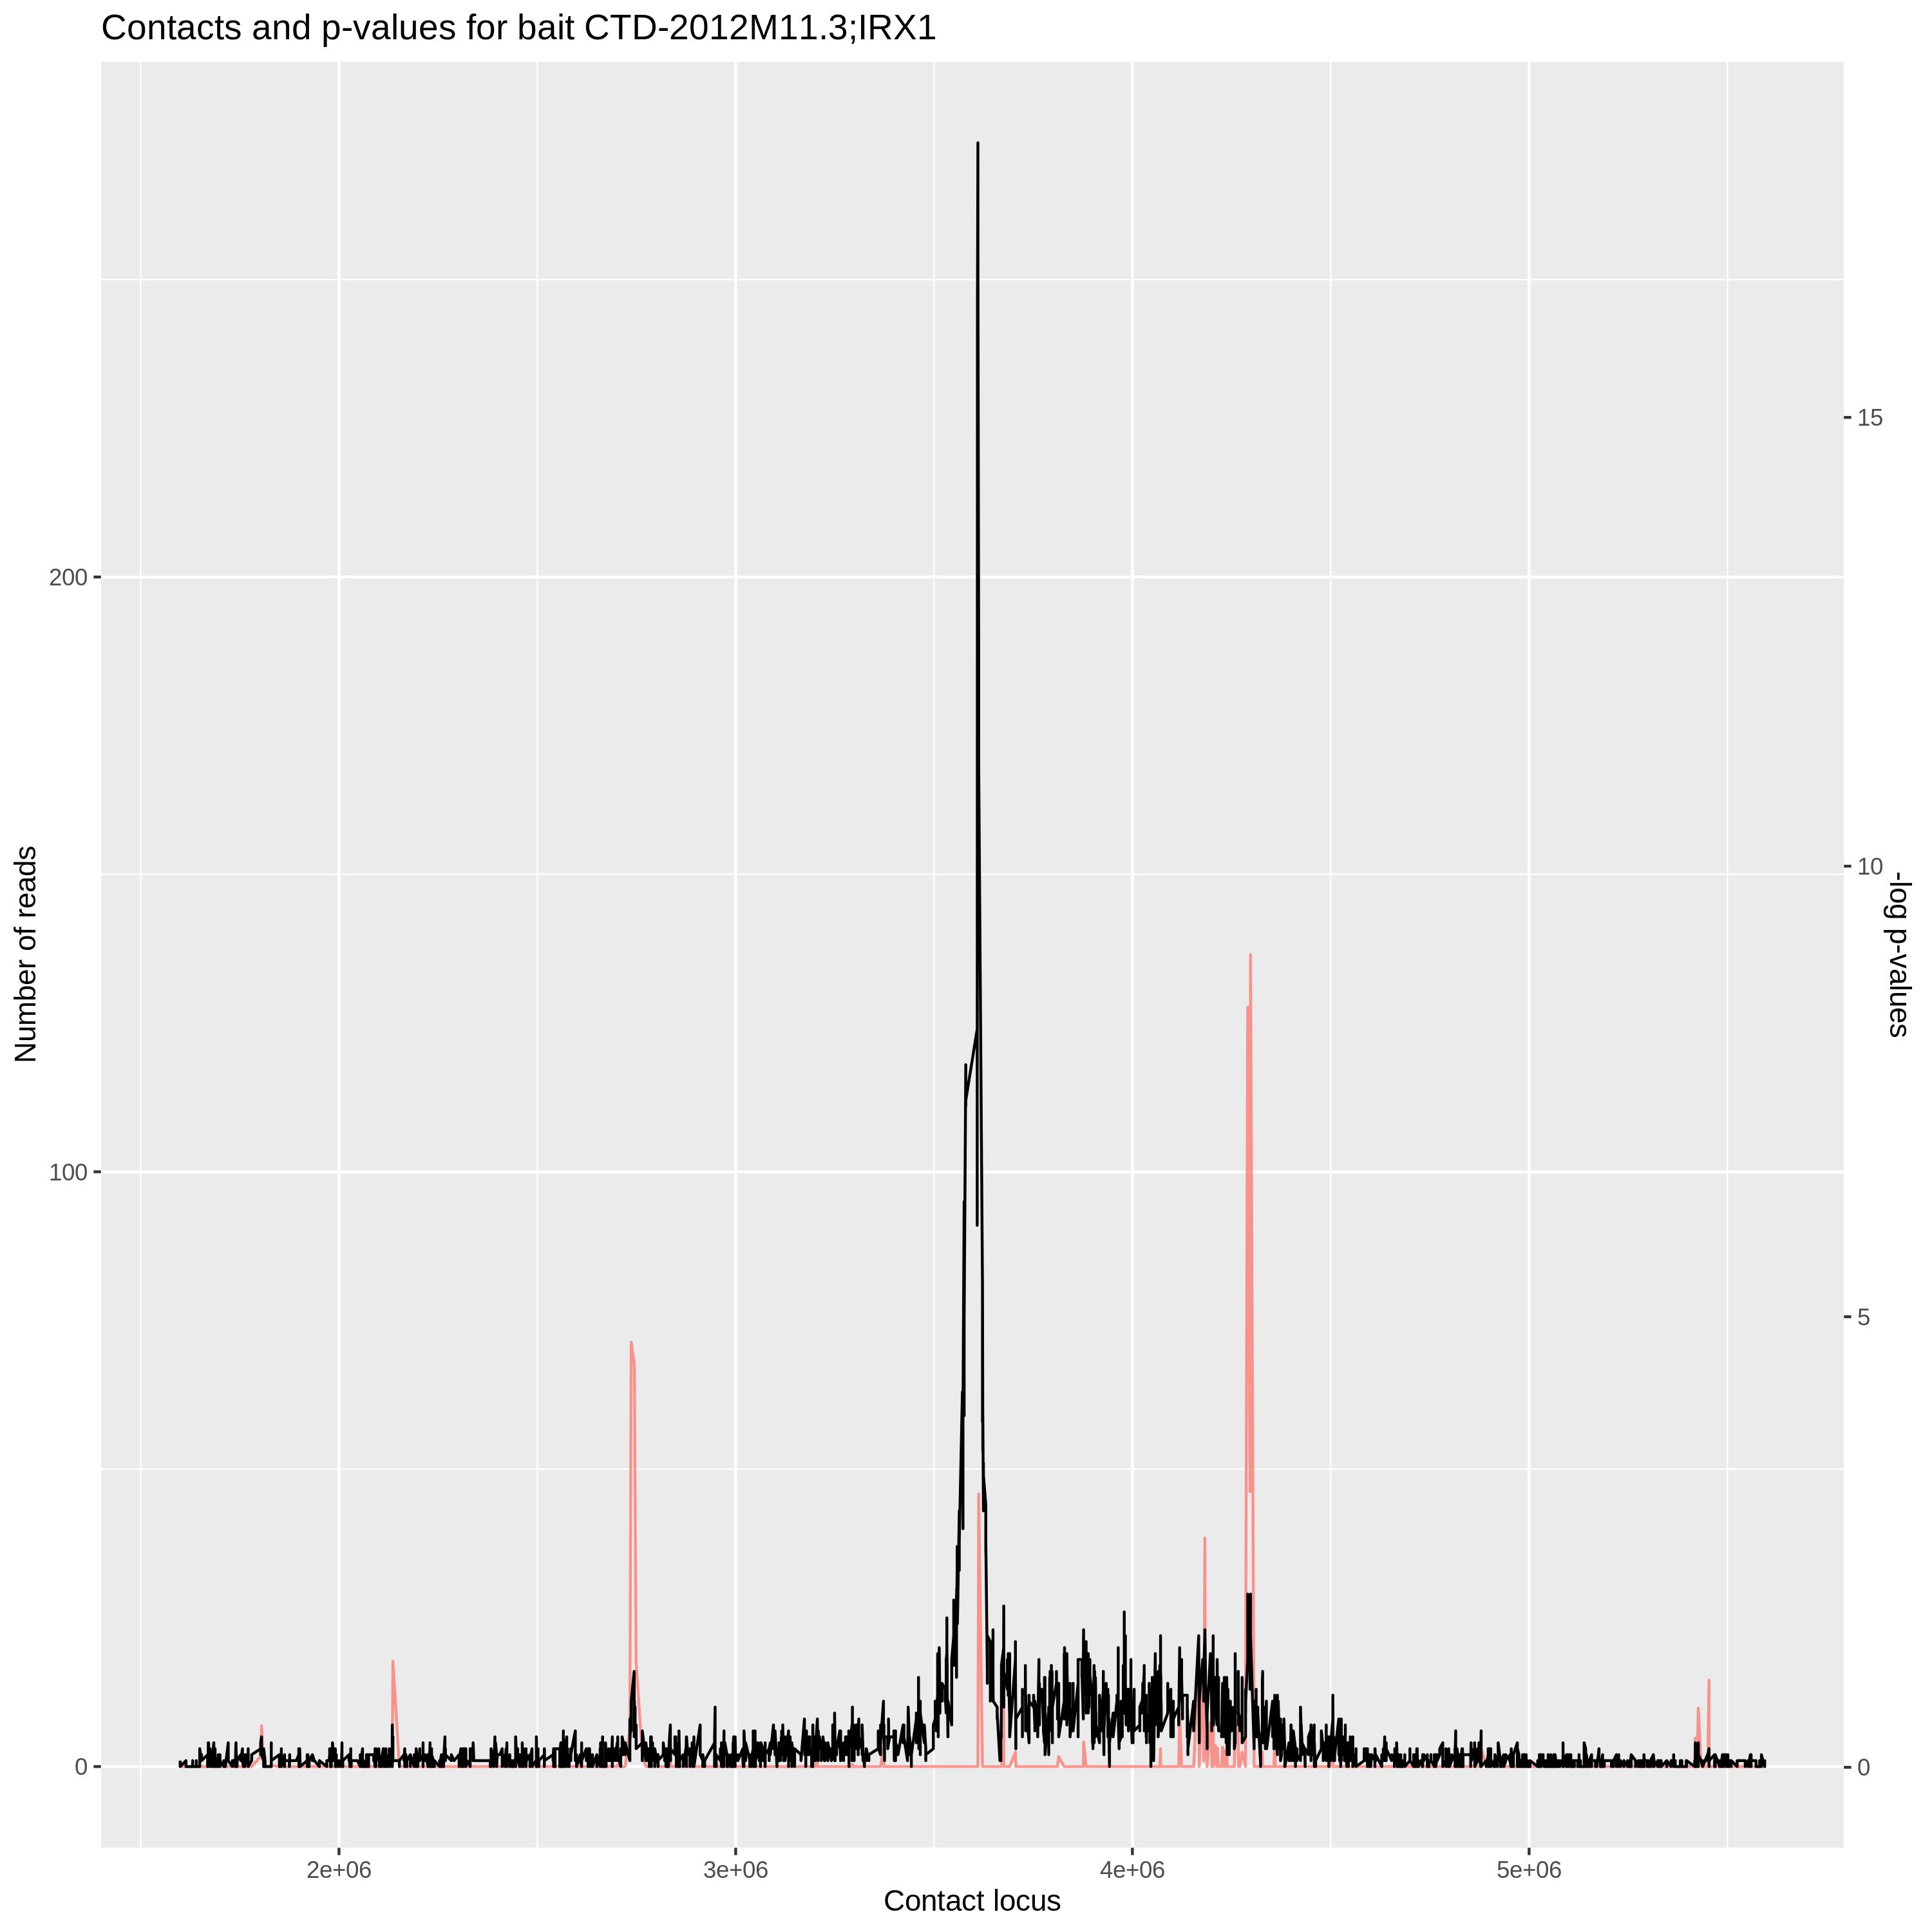 Contacts and p-values for bait CTD-2012M11.3;IRX1
Number of reads
200
100
0
15
10
5
0
-log p-values
2e+06 3e+06 4e+06 5e+06
Contact locus